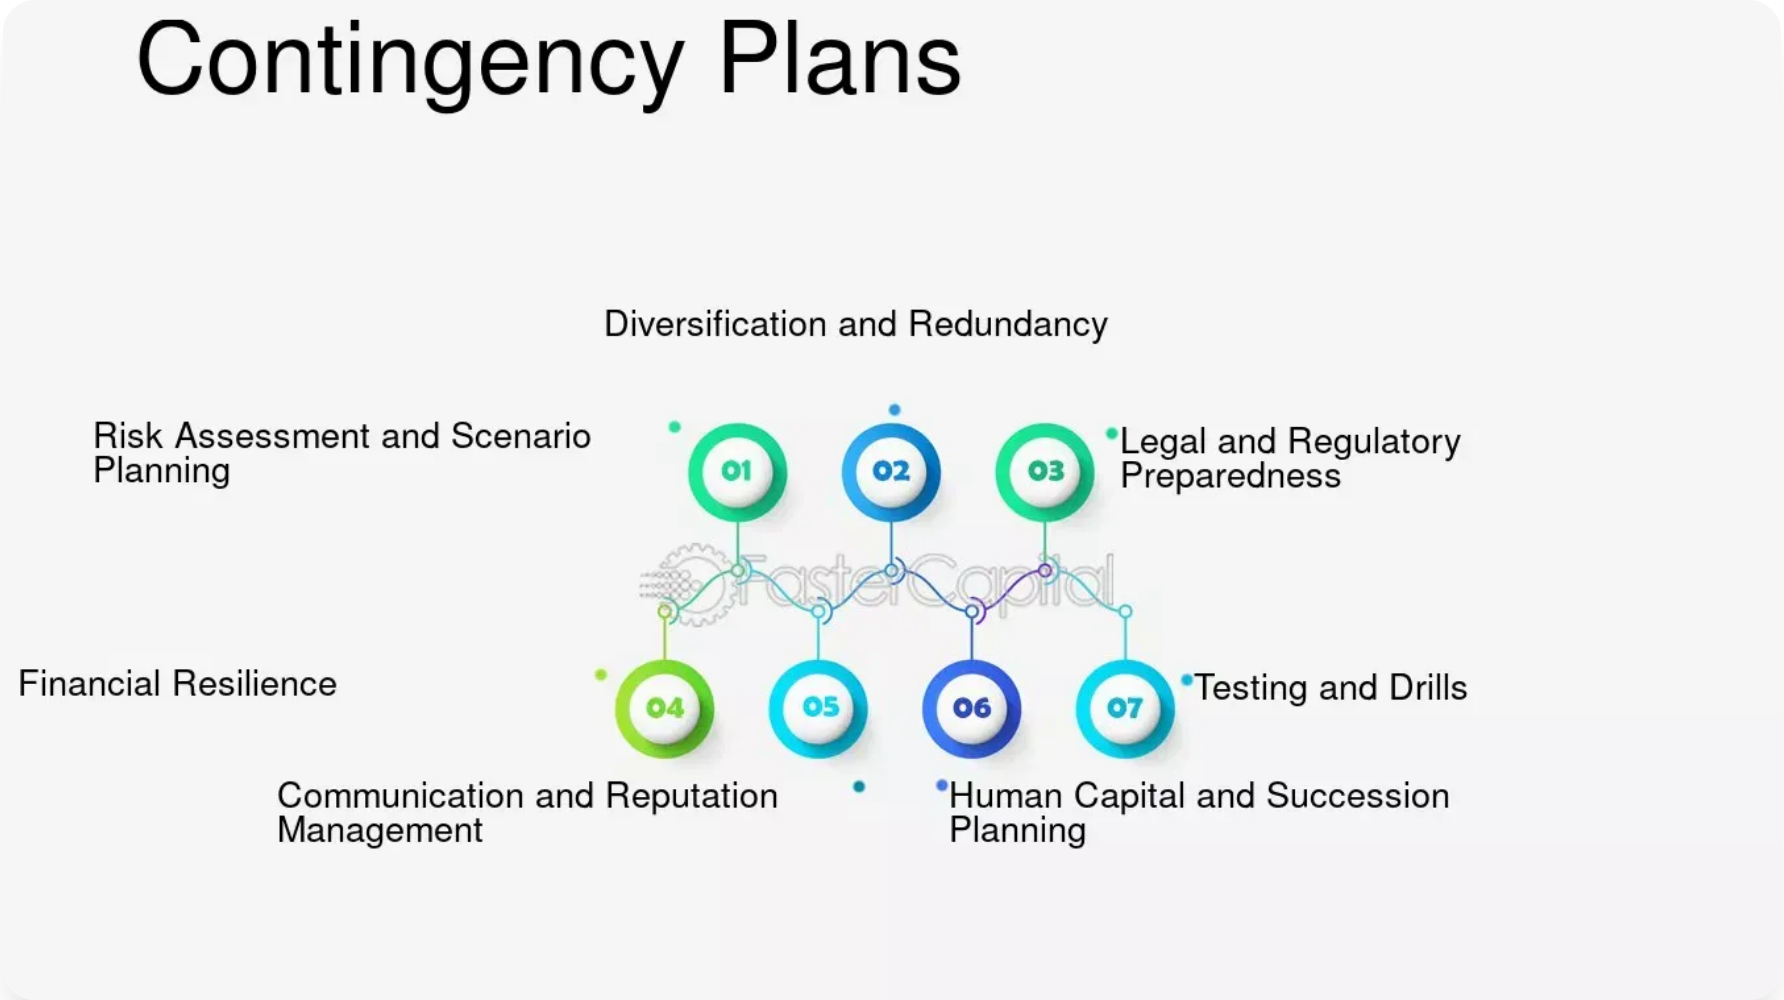 Contingency Plans
Diversification and Redundancy
Risk Assessment and Scenario
Planning
01
02
03
Legal and Regulatory
Preparedness
FasterCapital
Financial Resilience
04
05
06
07
Testing and Drills
Communication and Reputation
Management
Human Capital and Succession
Planning